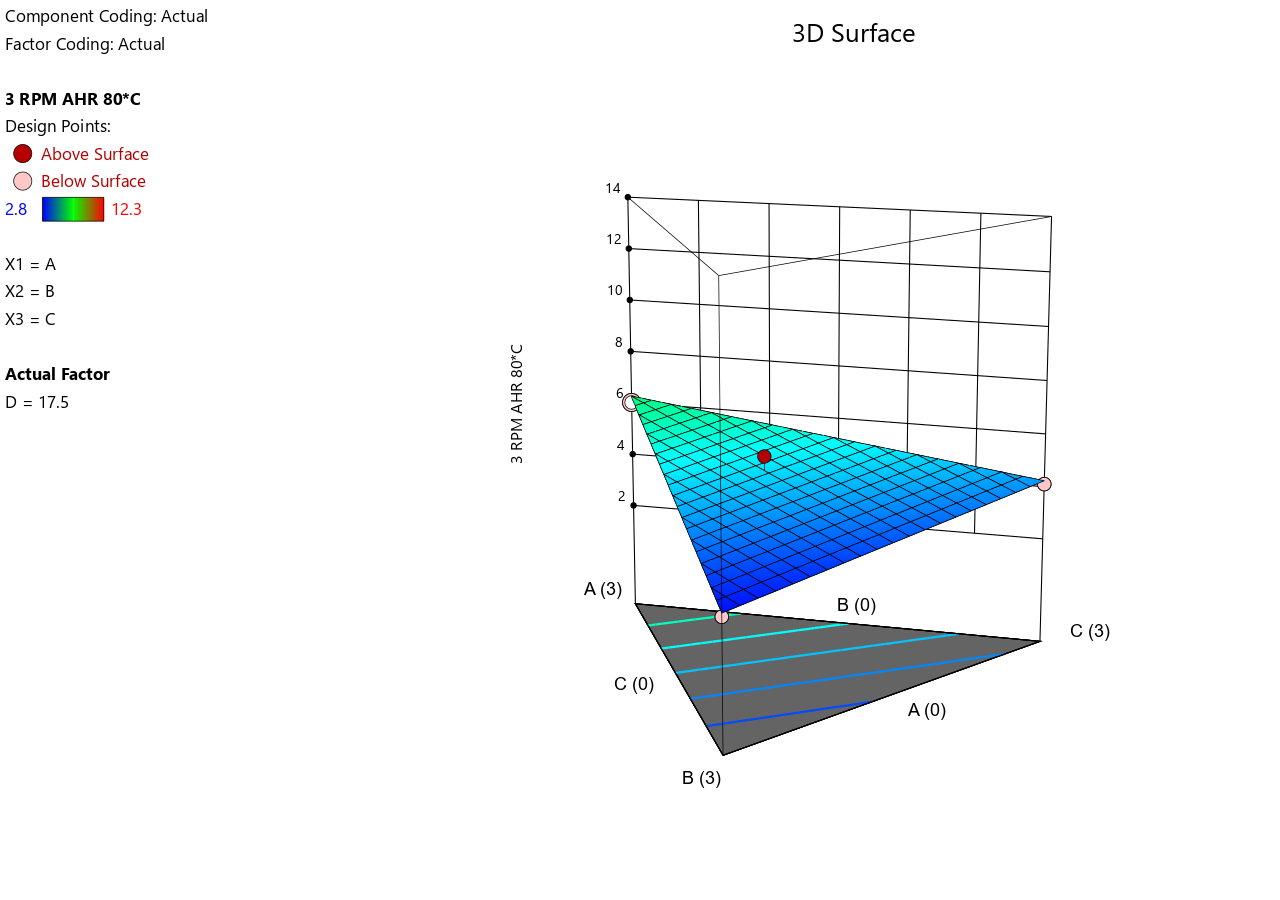 Component Coding: Actual
Factor Coding: Actual
3 RPM AHR 80*C
Design Points:
Above Surface
Below Surface
2.8 12.3
X1 = A
X2 = B
X3 = C
Actual Factor
D = 17.5
3D Surface
14
12
10
8
6
4
2
3 RPM AHR 80*C
A (3)
B (0)
C (3)
C (0)
A (0)
B (3)